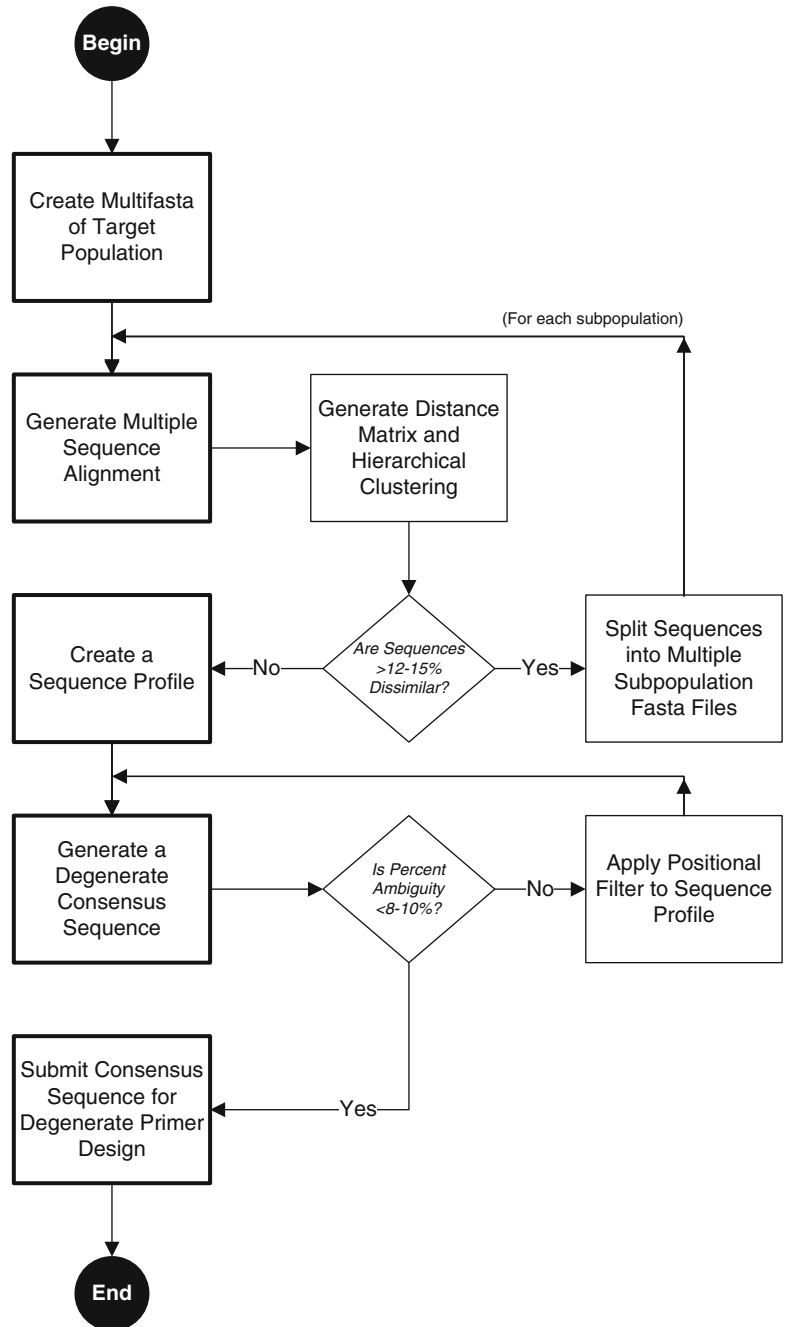 Begin
Create Multifasta
of Target
Population
(For each subpopulation)
Generate Multiple
Sequence
Alignment
Generate Distance
Matrix and
Hierarchical
Clustering
Are Sequences
>12-15%
Dissimilar?
No
Yes
Create a
Sequence Profile
Split Sequences
into Multiple
Subpopulation
Fasta Files
Generate a
Degenerate
Consensus
Sequence
Is Percent
Ambiguity
<8-10%?
No
Apply Positional
Filter to Sequence
Profile
Submit Consensus
Sequence for
Degenerate Primer
Design
Yes
End